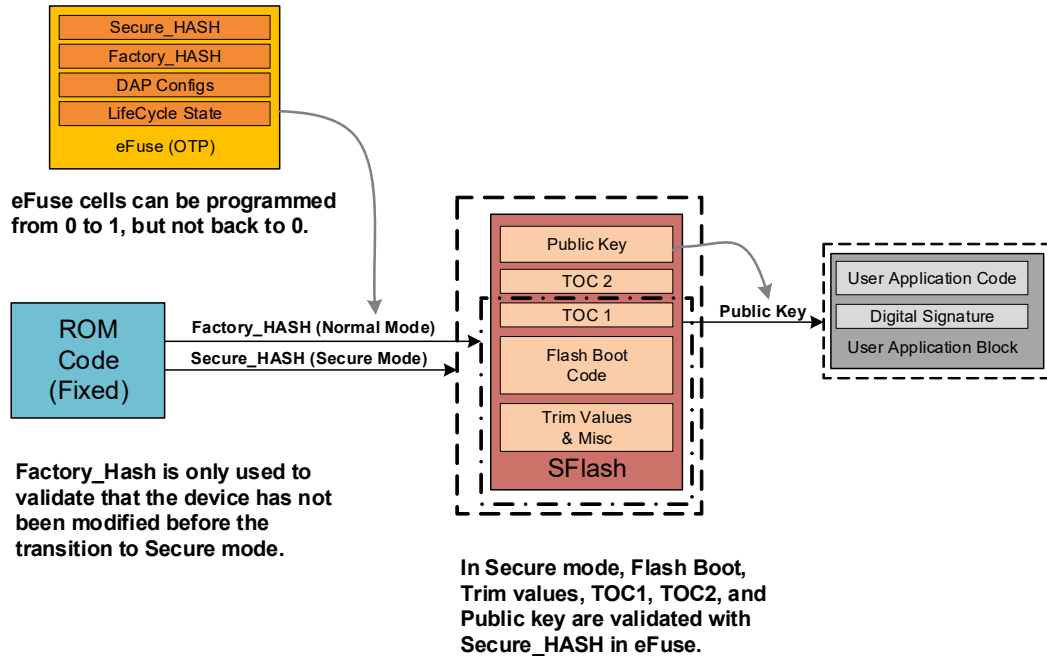 Secure_HASH
Factory_HASH
DAP Configs
LifeCycle State
eFuse (OTP)
eFuse cells can be programmed
from 0 to 1, but not back to 0.
ROM
Code
(Fixed)
Factory_HASH (Normal Mode)
Secure_HASH (Secure Mode)
Factory_Hash is only used to
validate that the device has not
been modified before the
transition to Secure mode.
Public Key
TOC 2
TOC 1
Flash Boot
Code
Trim Values
& Misc
SFlash
In Secure mode, Flash Boot,
Trim values, TOC1, TOC2, and
Public key are validated with
Secure_HASH in eFuse.
Public Key
User Application Code
Digital Signature
User Application Block